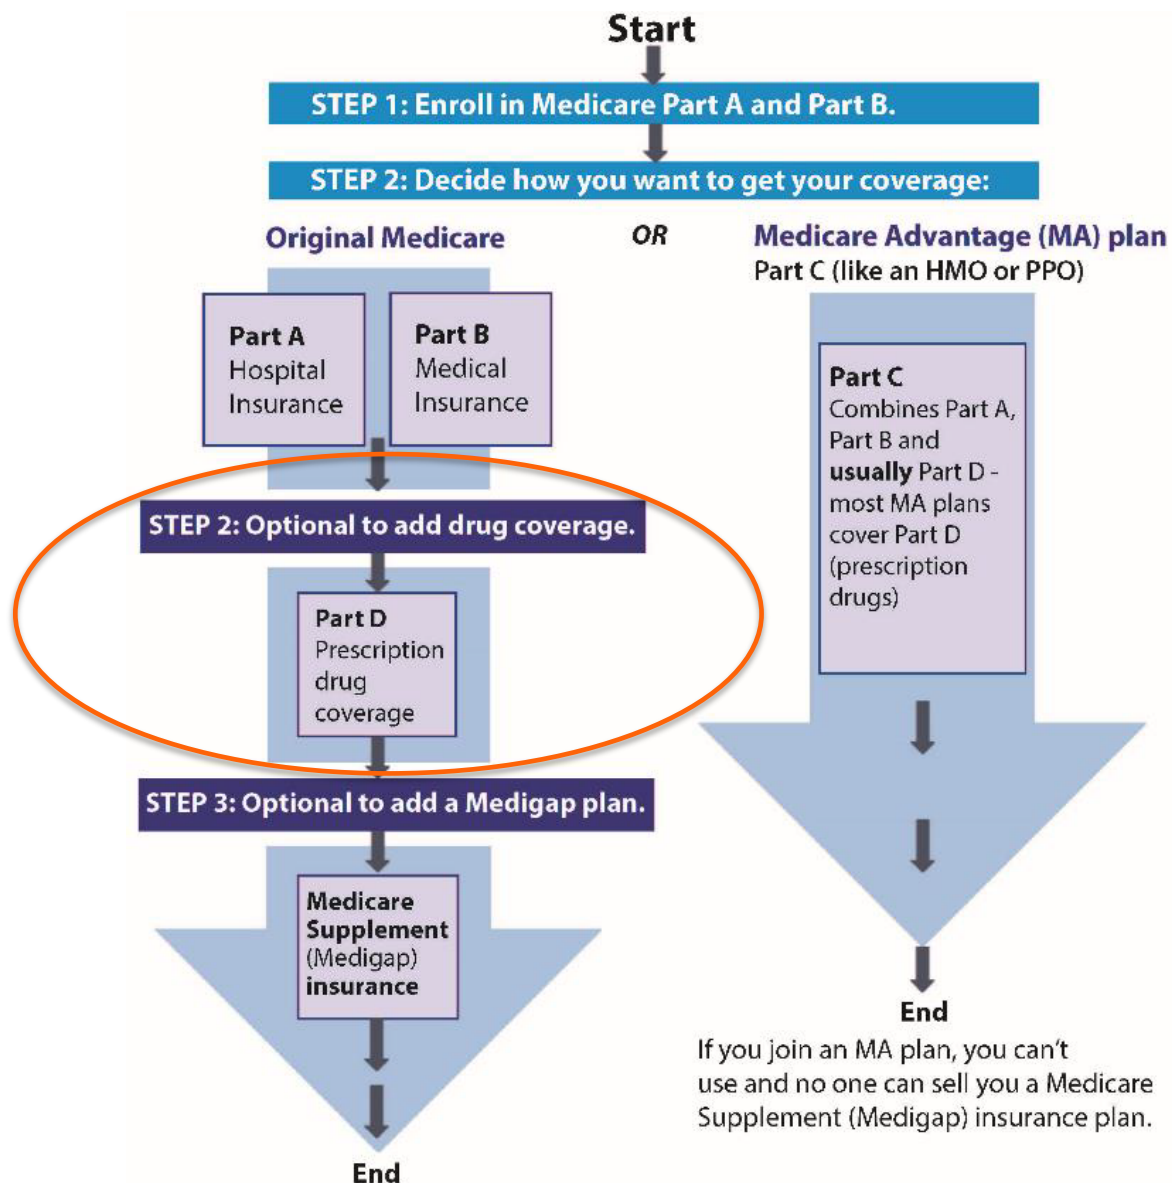 Start
STEP 1: Enroll in Medicare Part A and Part B.
STEP 2: Decide how you want to get your coverage:
Original Medicare
OR
Medicare Advantage (MA) plan
Part C (like an HMO or PPO)
Part A
Hospital
Insurance
Part B
Medical
Insurance
STEP 2: Optional to add drug coverage.
Part D
Prescription
drug
coverage
STEP 3: Optional to add a Medigap plan.
Medicare
Supplement
(Medigap)
insurance
End
Part C
Combines Part A,
Part B and
usually Part D -
most MA plans
cover Part D
(prescription
drugs)
End
If you join an MA plan, you can't
use and no one can sell you a Medicare
Supplement (Medigap) insurance plan.